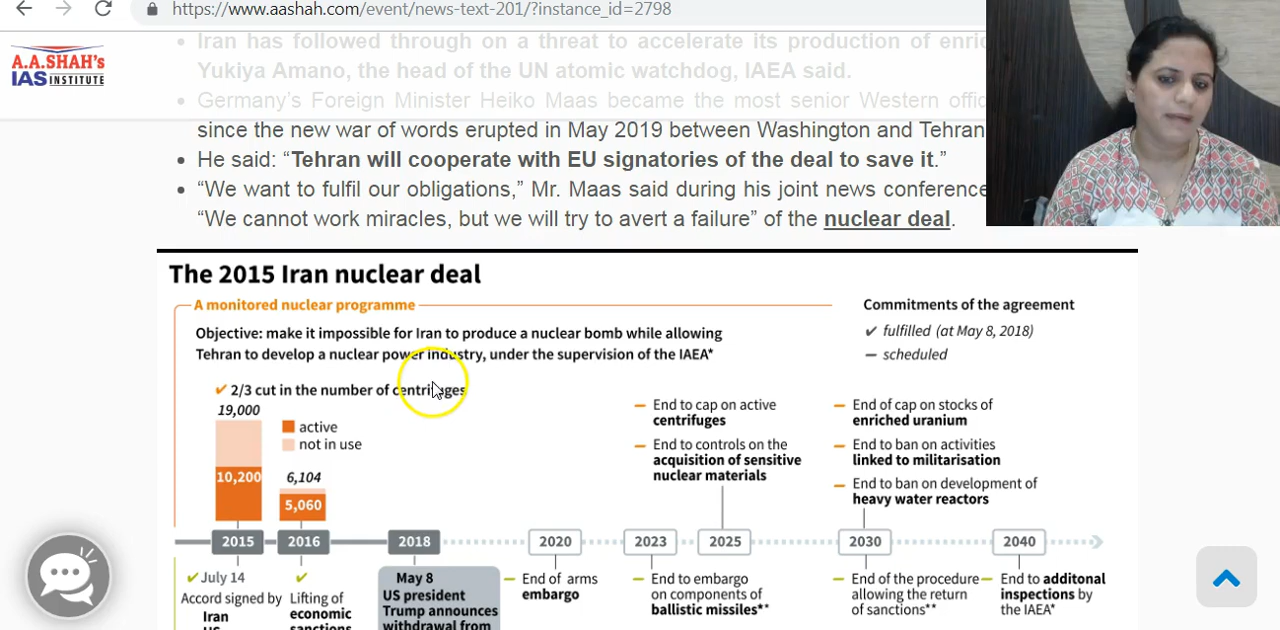 https://www.aashah.com/event/news-text-201/?instance_id=2798
A.A.SHAH's
IAS INSTITUTE
Iran has followed through on a threat to accelerate its production of
Yukiya Amano, the head of the UN atomic watchdog, IAEA said.
Germany's Foreign Minister Heiko Maas became the most senior Western
since the new war of words erupted in May 2019 between Washington and Tehran
He said: “Tehran will cooperate with EU signatories of the deal to save it.”
“We want to fulfil our obligations,” Mr. Maas said during his joint news conference
“We cannot work miracles, but we will try to avert a failure” of the nuclear deal.
The 2015 Iran nuclear deal
A monitored nuclear programme
Objective: make it impossible for Iran to produce a nuclear bomb while allowing
Tehran to develop a nuclear power industry, under the supervision of the IAEA*
Commitments of the agreement
✔ fulfilled (at May 8, 2018)
– scheduled
✔ 2/3 cut in the number of centrifuges
19,000
active
not in use
10,200
6,104
5,060
– End to cap on active
centrifuges
– End to controls on the
acquisition of sensitive
nuclear materials
– End of cap on stocks of
enriched uranium
– End to ban on activities
linked to militarisation
– End to ban on development of
heavy water reactors
2015 2016 2018 2020 2023 2025 2030 2040
✔ July 14
Accord signed by
Iran
✔
Lifting of
economic
sanctions
May 8
US president
Trump announces
withdrawal from
– End of arms
embargo
– End to embargo
on components of
ballistic missiles**
– End of the procedure
allowing the return
of sanctions**
– End to additonal
inspections by
the IAEA*